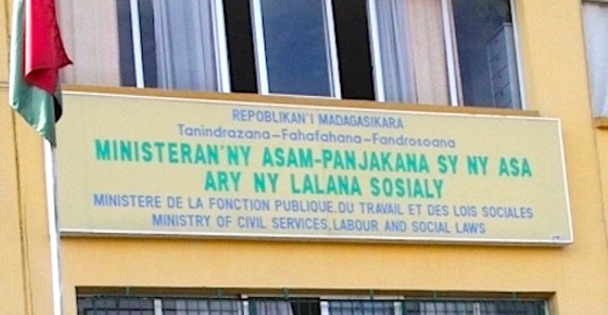 REPOBLIKAN'I MADAGASIKARA
Tanindrazana-Fahafahana-Fandrosoana
MINISTERAN'NY ASAM-PANJAKANA SY NY ASA
ARY NY LALANA SOSIALY
MINISTERE DE LA FONCTION PUBLIQUE,DU TRAVAIL ET DES LOIS SOCIALES
MINISTRY OF CIVIL SERVICES,LABOUR AND SOCIAL LAWS